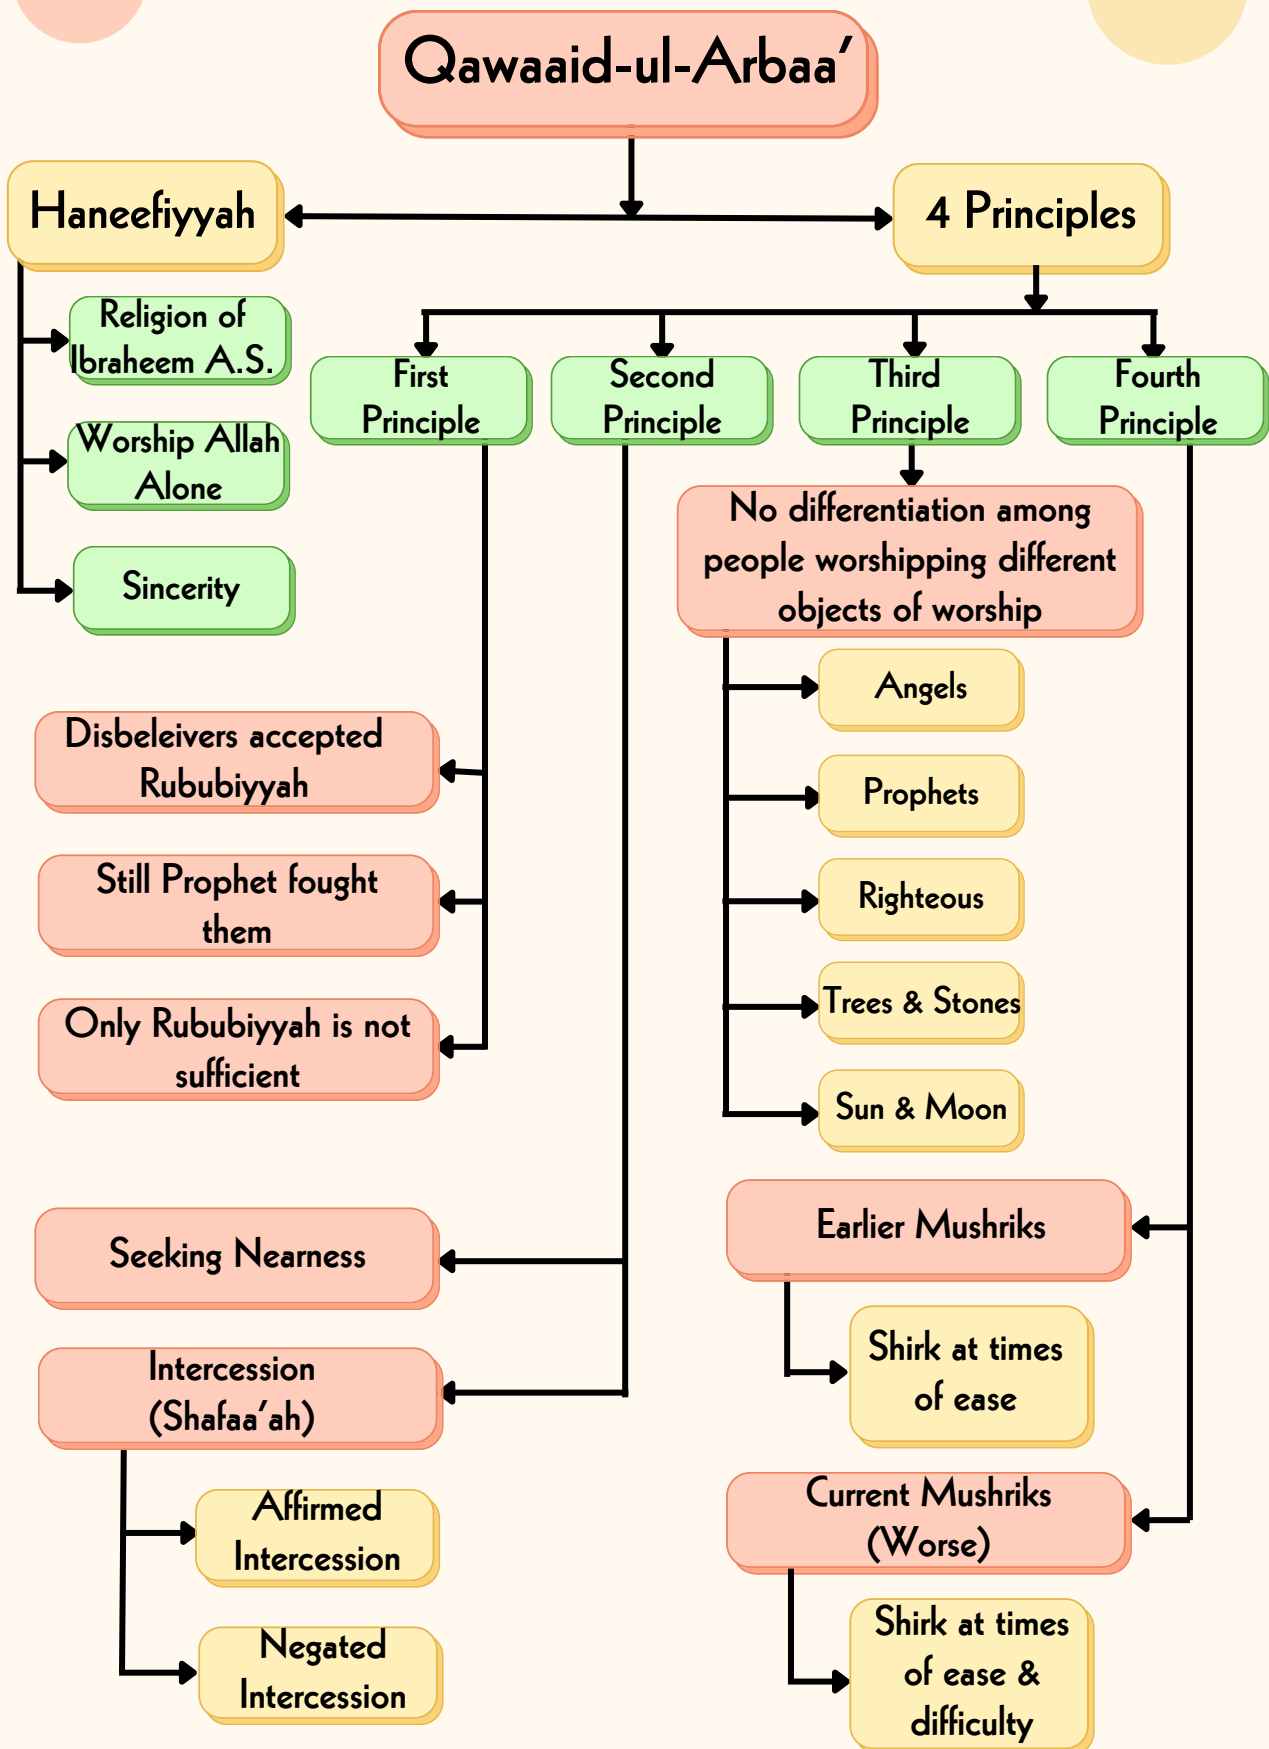 Qawaaid-ul-Arbaa'
Haneefiyyah
4 Principles
Religion of
Ibraheem A.S.
Worship Allah
Alone
Sincerity
First
Principle
Second
Principle
Third
Principle
Fourth
Principle
Disbeleivers accepted
Rububiyyah
Still Prophet fought
them
Only Rububiyyah is not
sufficient
Seeking Nearness
Intercession
(Shafaa'ah)
Affirmed
Intercession
Negated
Intercession
No differentiation among
people worshipping different
objects of worship
Angels
Prophets
Righteous
Trees & Stones
Sun & Moon
Earlier Mushriks
Shirk at times
of ease
Current Mushriks
(Worse)
Shirk at times
of ease &
difficulty